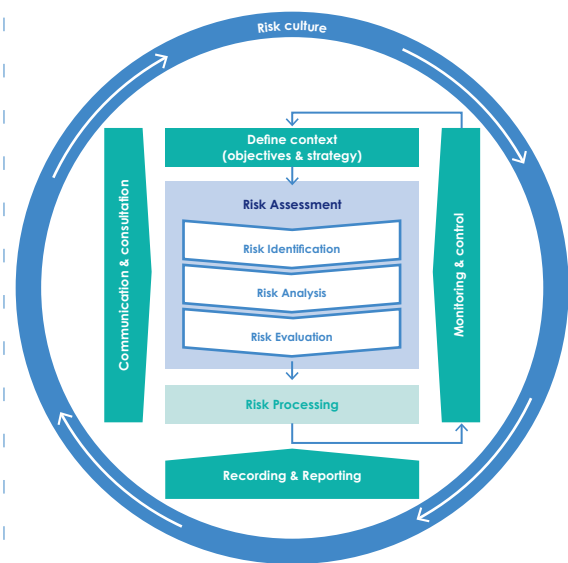 Risk culture
Define context
(objectives & strategy)
Risk Assessment
Risk Identification
Risk Analysis
Risk Evaluation
Risk Processing
Recording & Reporting
Communication & consultation
Monitoring & control